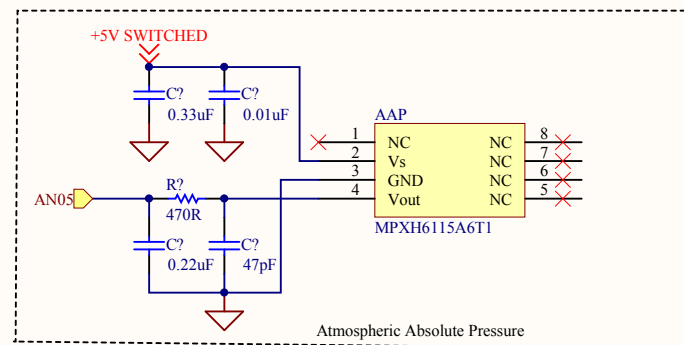 +5V SWITCHED
C?
0.33uF
C?
0.01uF
AAP
1 NC NC 8
2 Vs NC 7
3 GND NC 6
4 Vout NC 5
MPXH6115A6T1
AN05
R?
470R
C?
0.22uF
C?
47pF
Atmospheric Absolute Pressure